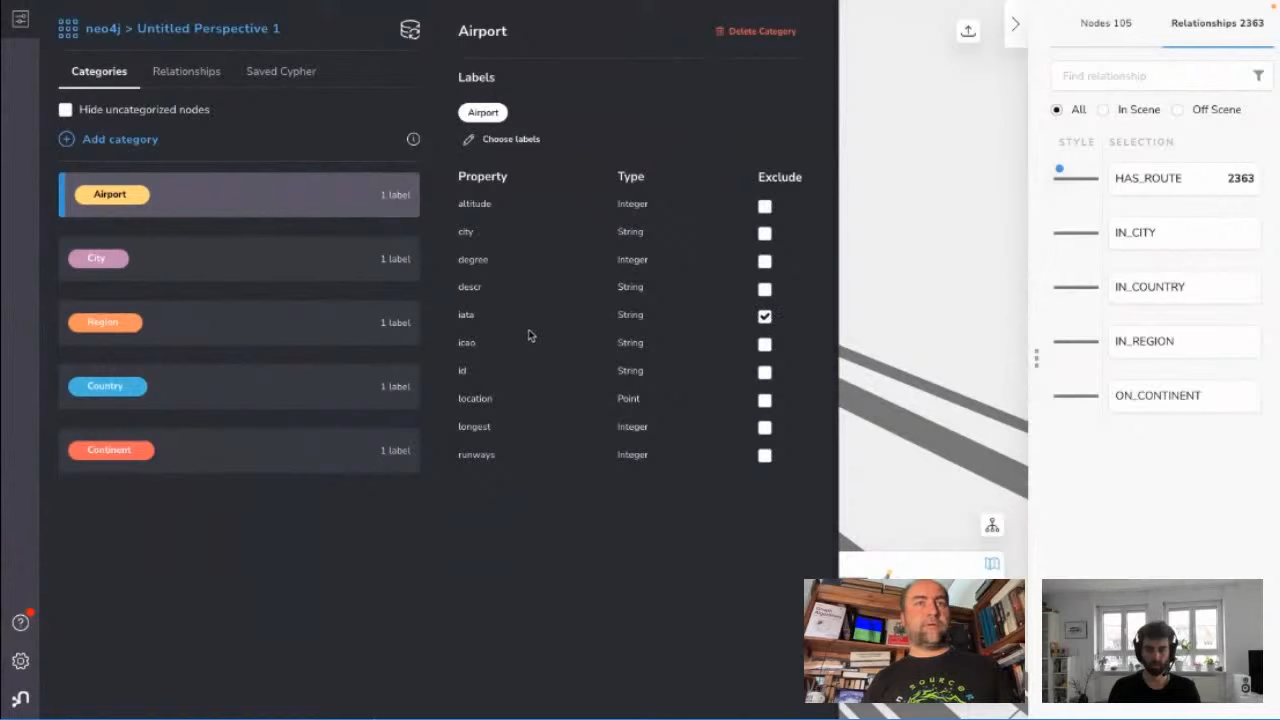 neo4j > Untitled Perspective 1
Categories
Relationships
Saved Cypher
Hide uncategorized nodes
Add category
Airport
1 label
City
1 label
Region
1 label
Country
1 label
Continent
1 label
Airport
Delete Category
Labels
Airport
Choose labels
Property Type Exclude
altitude Integer
city String
degree Integer
descr String
iata String
icao String
id String
location Point
longest Integer
runways Integer
Nodes 105
Relationships 2363
Find relationship
All In Scene Off Scene
STYLE SELECTION
HAS_ROUTE 2363
IN_CITY
IN_COUNTRY
IN_REGION
ON_CONTINENT